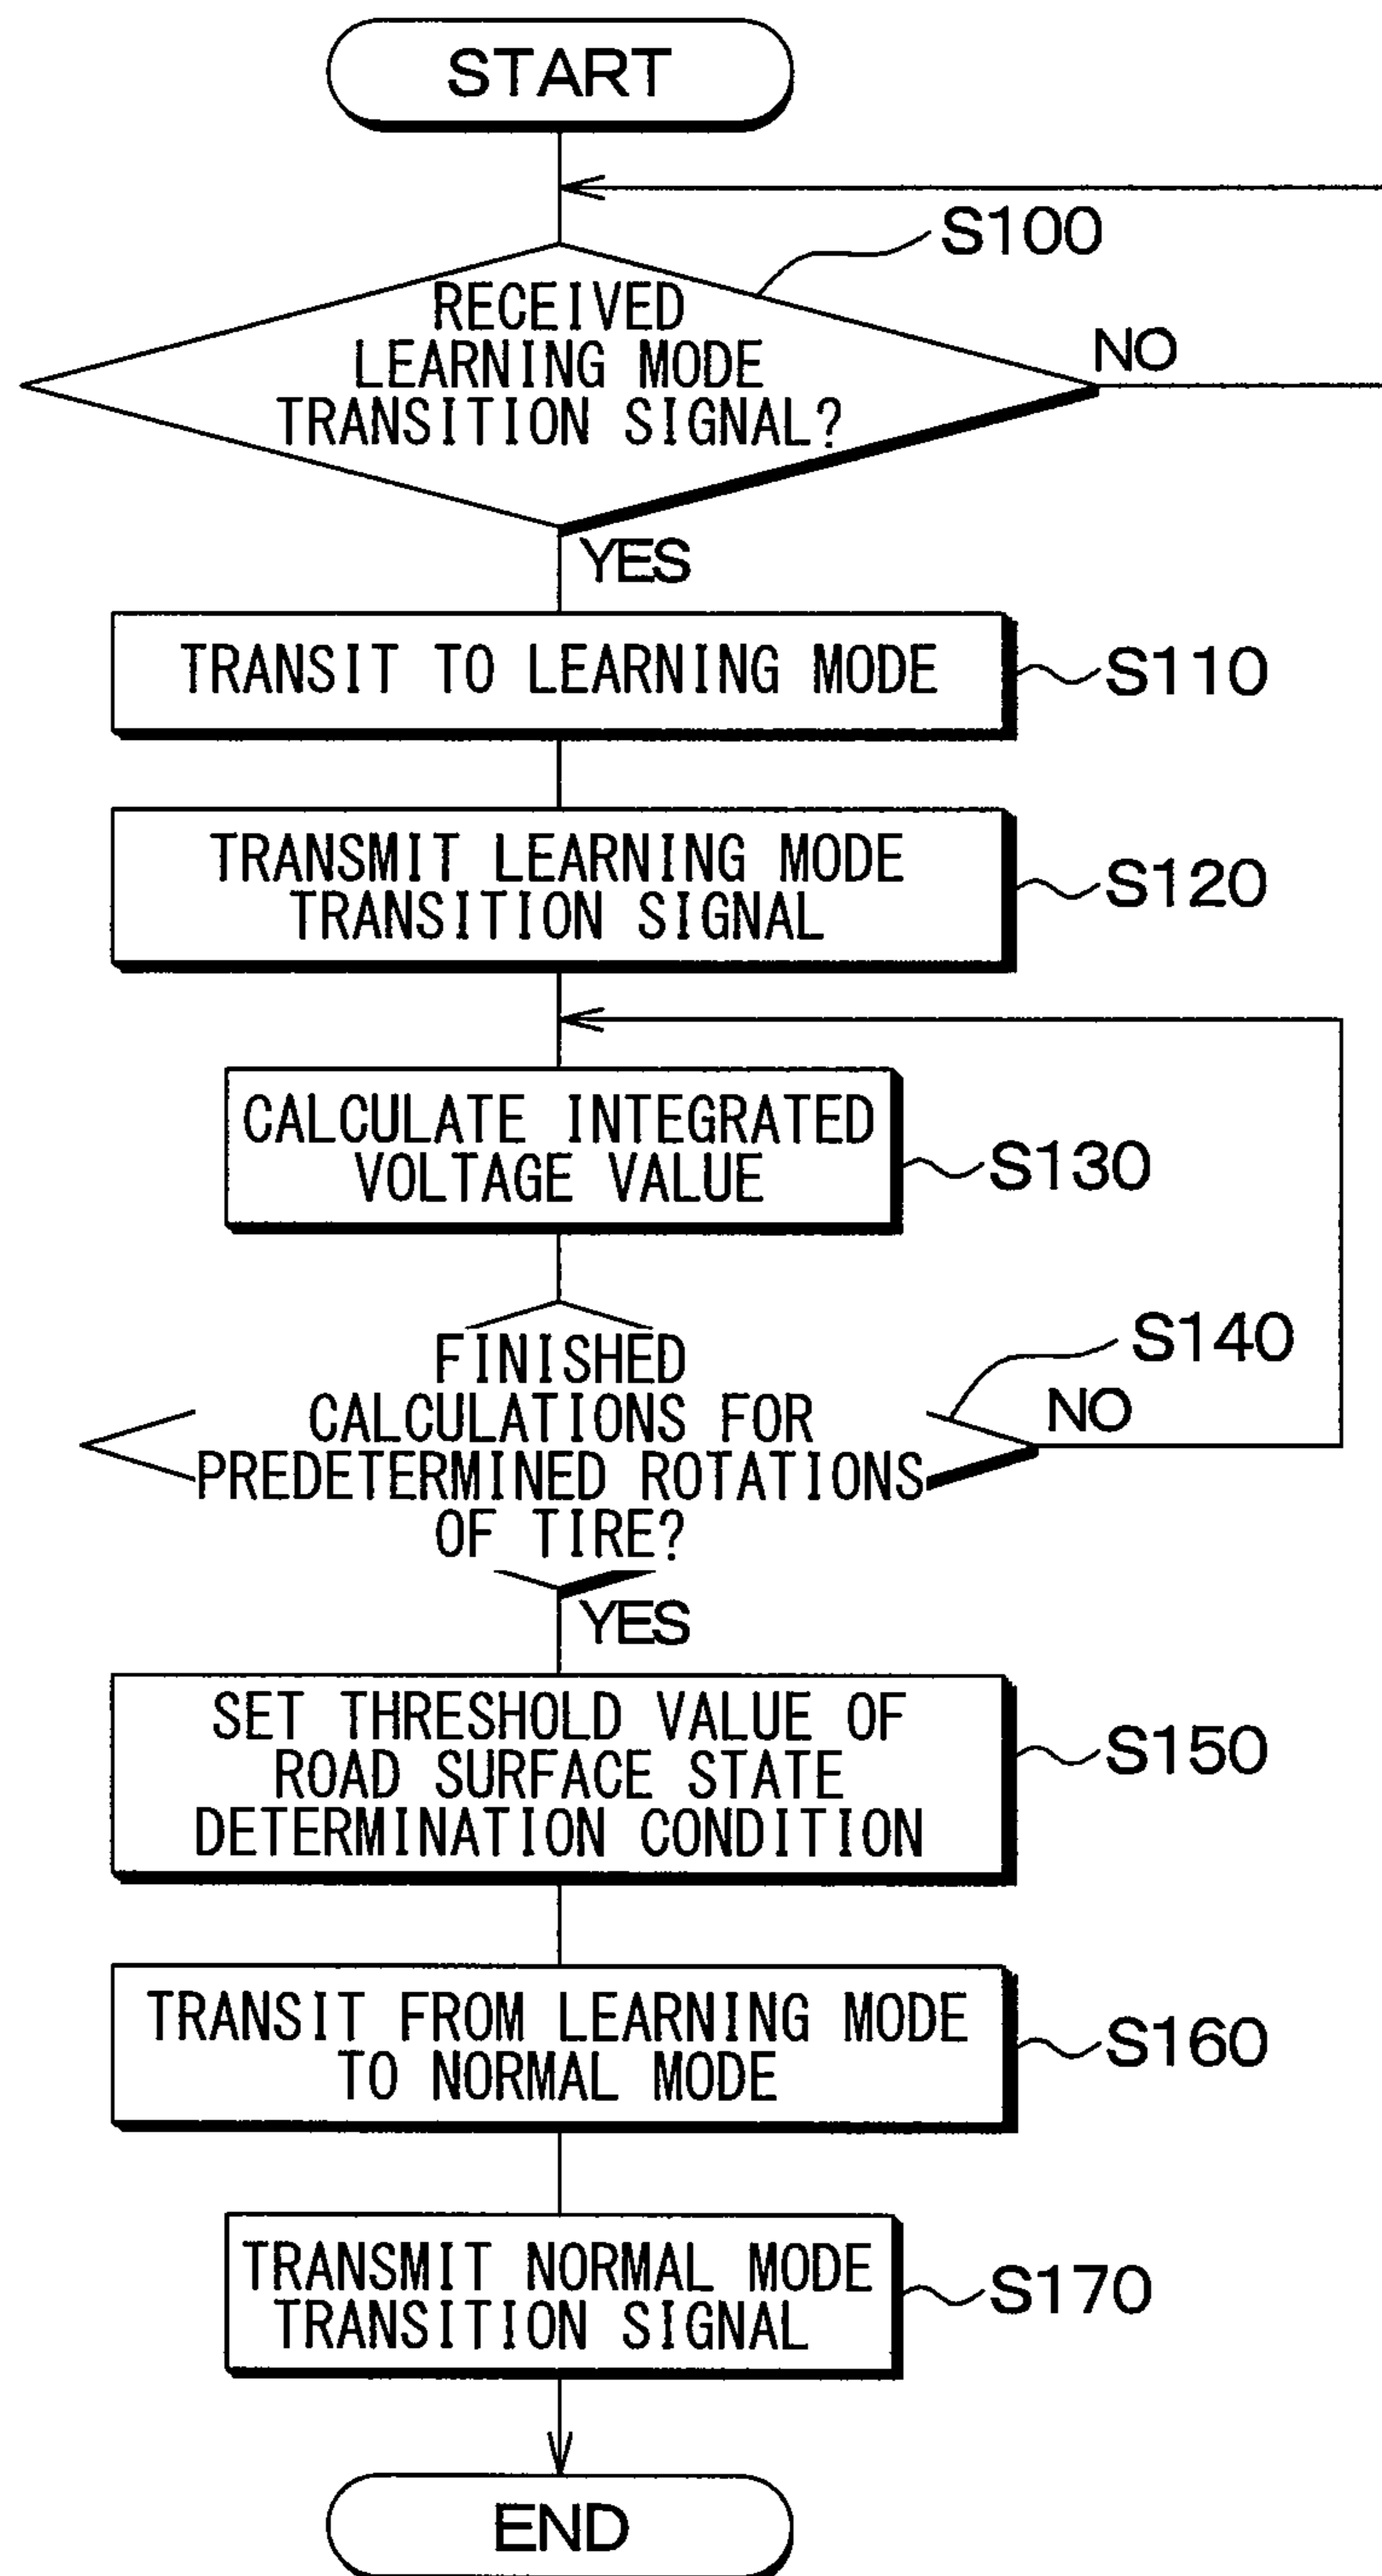 START
S100
RECEIVED
LEARNING MODE
TRANSITION SIGNAL?
NO
YES
TRANSIT TO LEARNING MODE
S110
TRANSMIT LEARNING MODE
TRANSITION SIGNAL
S120
CALCULATE INTEGRATED
VOLTAGE VALUE
S130
FINISHED
CALCULATIONS FOR
PREDETERMINED ROTATIONS
OF TIRE?
S140
NO
YES
SET THRESHOLD VALUE OF
ROAD SURFACE STATE
DETERMINATION CONDITION
S150
TRANSIT FROM LEARNING MODE
TO NORMAL MODE
S160
TRANSMIT NORMAL MODE
TRANSITION SIGNAL
S170
END